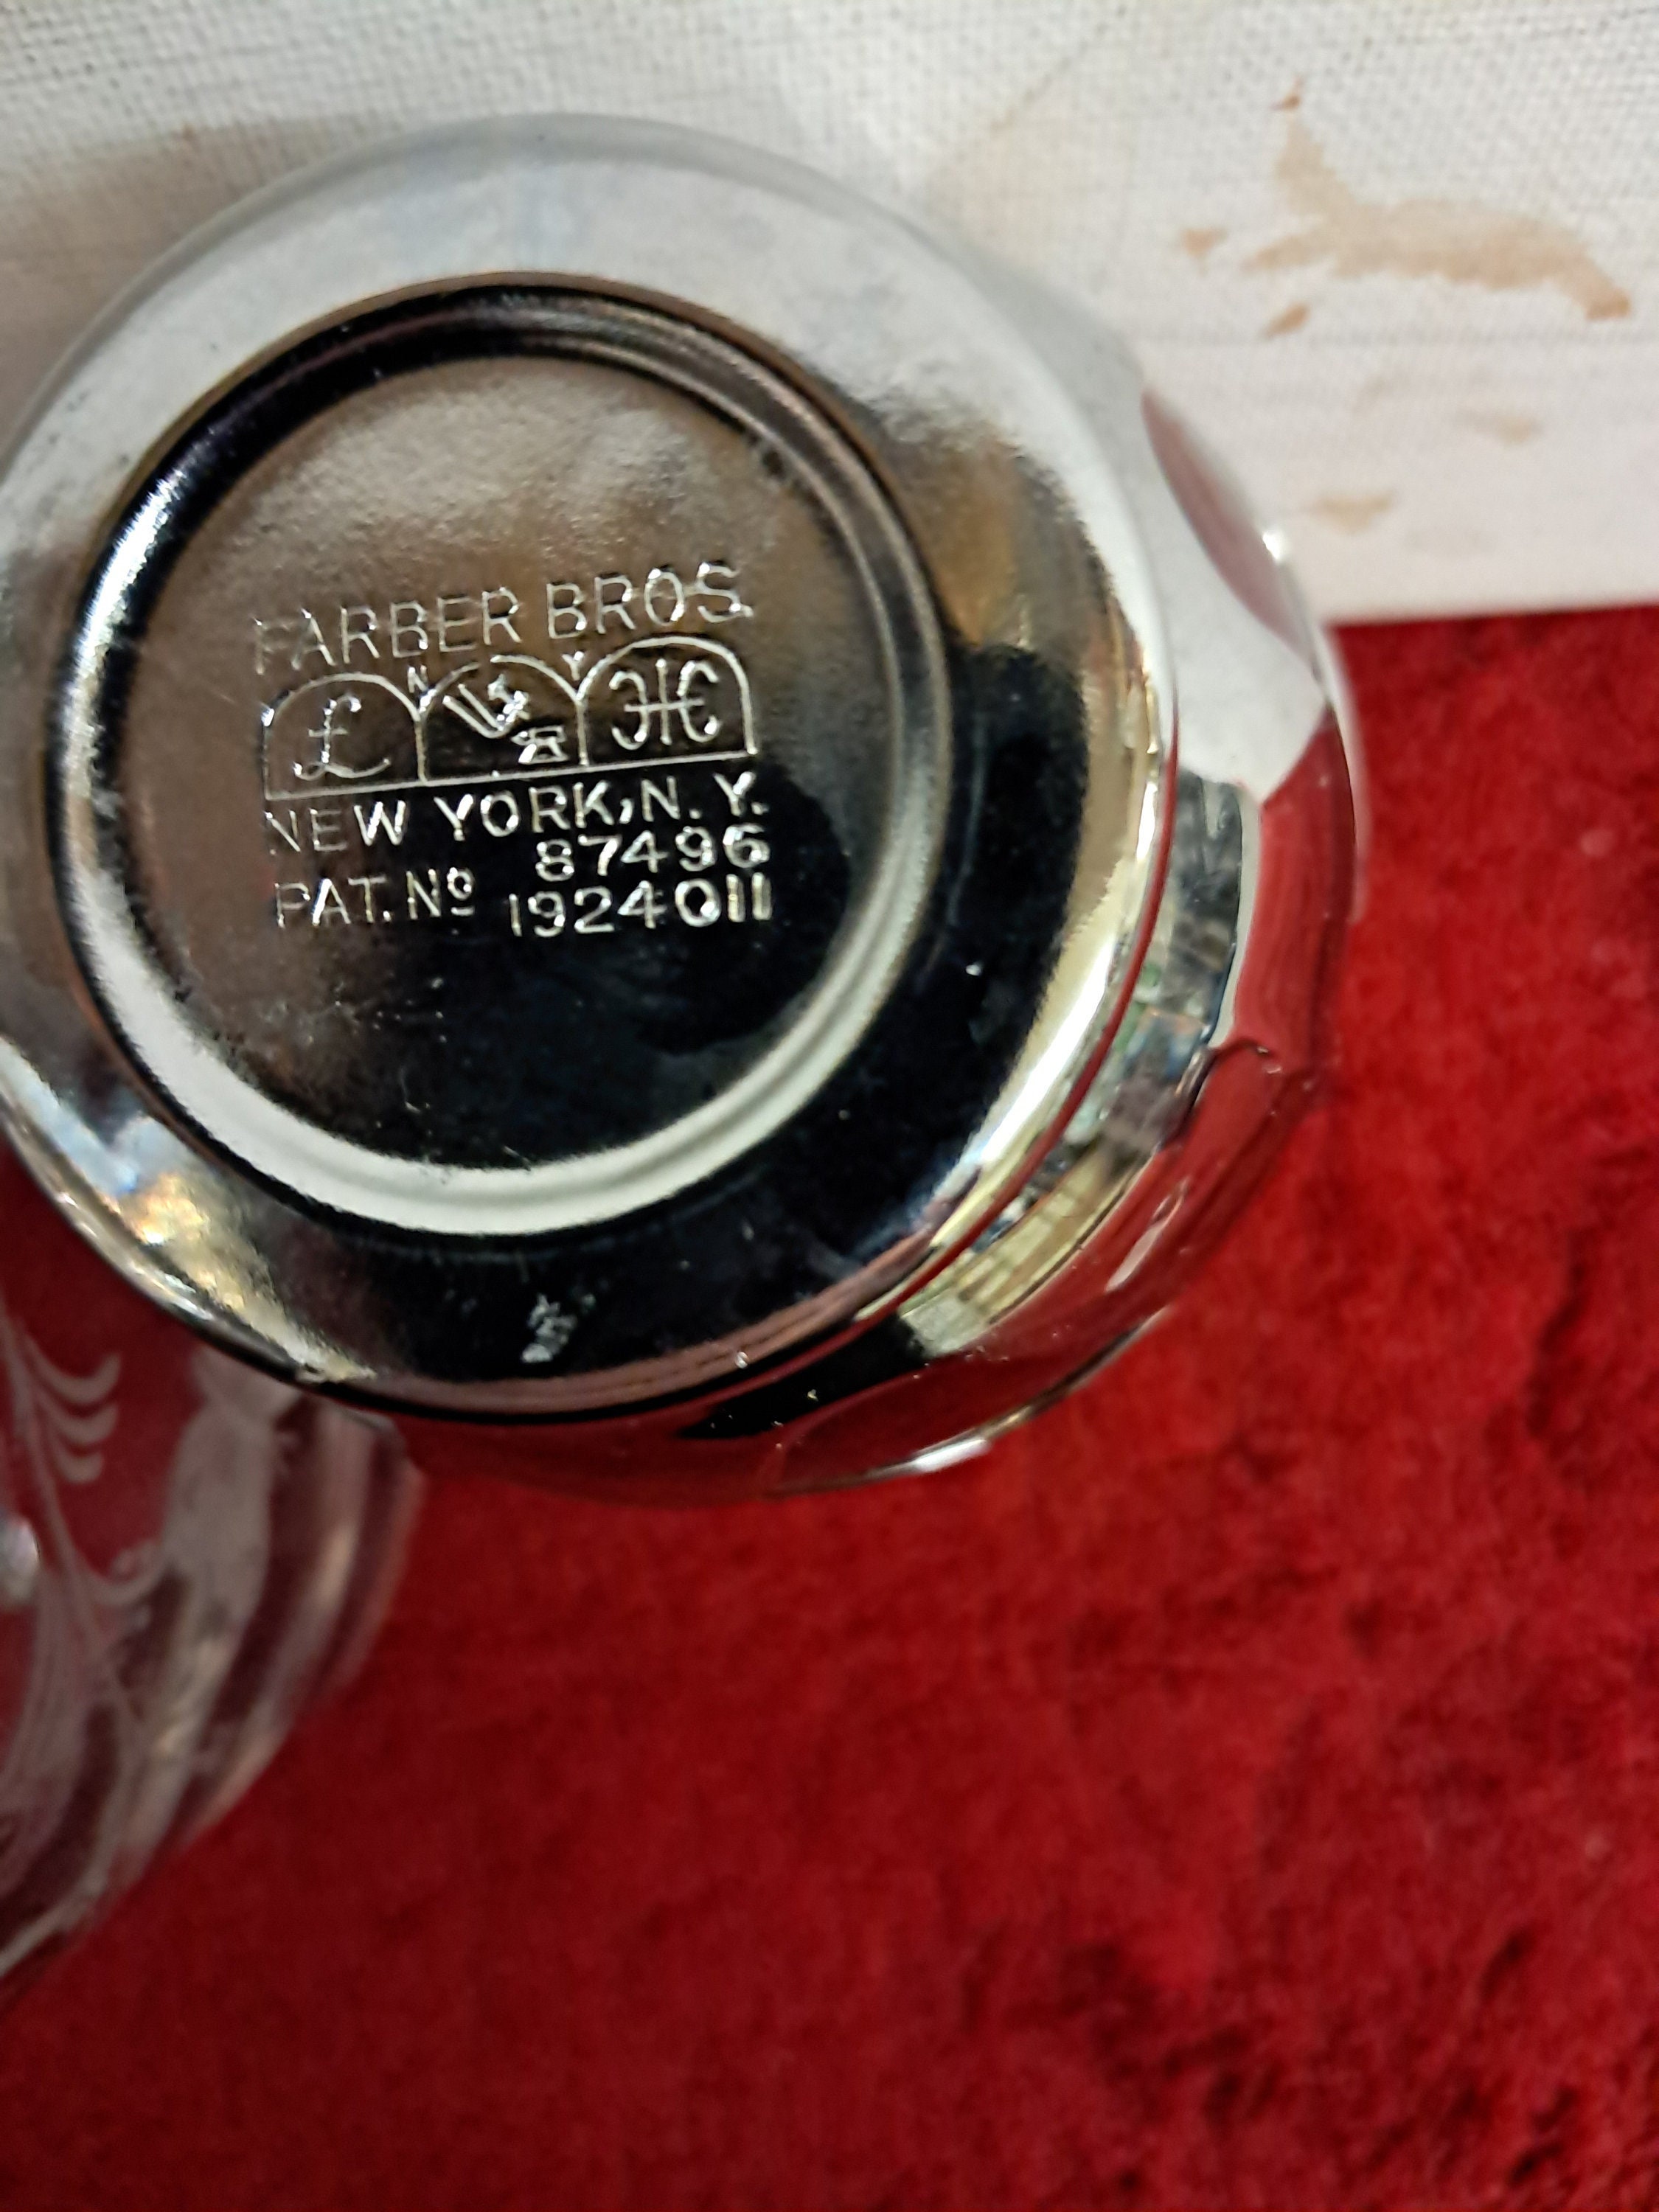 FARBER BROS.
N Y
NEW YORK, N. Y.
87496
PAT. Nº 1924011